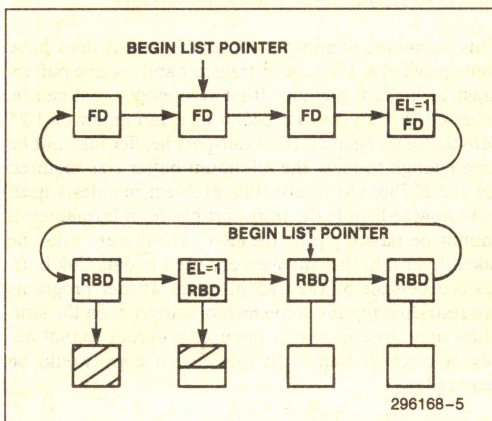 BEGIN LIST POINTER
FD
FD
FD
EL=1
FD
BEGIN LIST POINTER
RBD
EL=1
RBD
RBD
RBD
296168–5